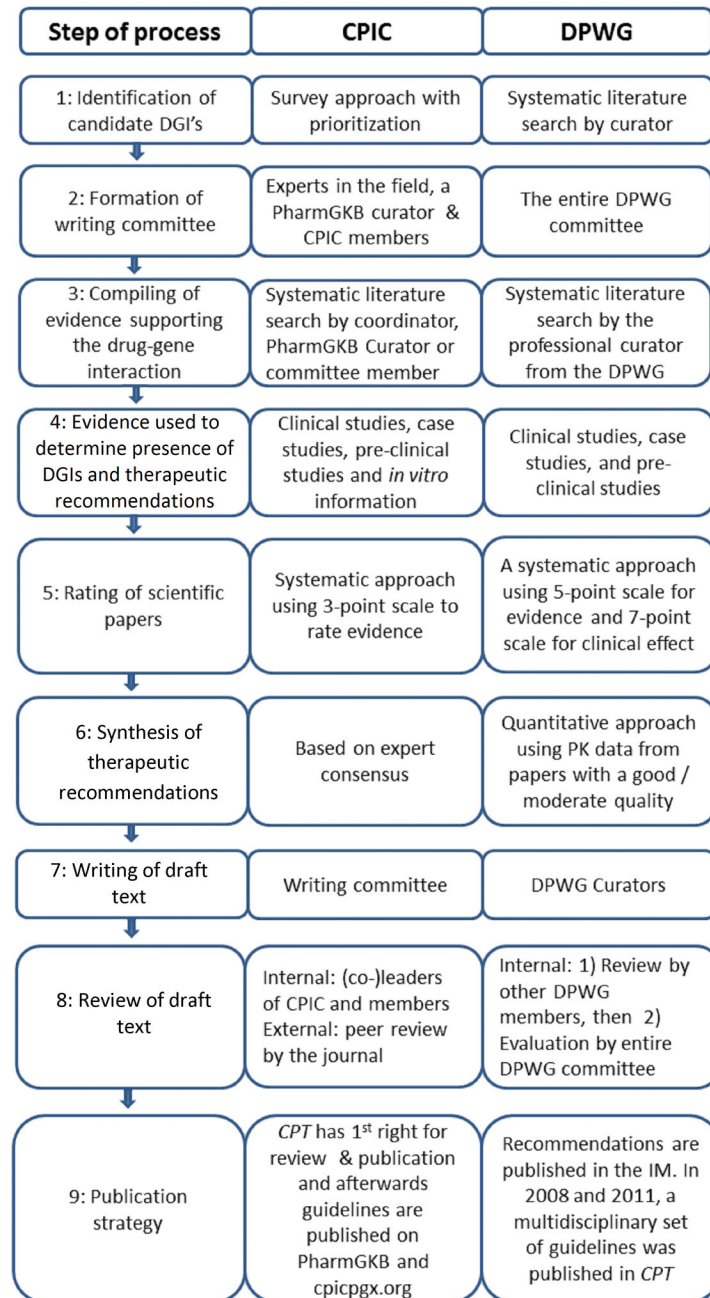 Step of process
CPIC
DPWG
1: Identification of
candidate DGI's
Survey approach with
prioritization
Systematic literature
search by curator
2: Formation of
writing committee
Experts in the field, a
PharmGKB curator &
CPIC members
The entire DPWG
committee
3: Compiling of
evidence supporting
the drug-gene
interaction
Systematic literature
search by coordinator,
PharmGKB Curator or
committee member
Systematic literature
search by the
professional curator
from the DPWG
4: Evidence used to
determine presence of
DGIs and therapeutic
recommendations
Clinical studies, case
studies, pre-clinical
studies and in vitro
information
Clinical studies, case
studies, and pre-
clinical studies
5: Rating of scientific
papers
Systematic approach
using 3-point scale to
rate evidence
A systematic approach
using 5-point scale for
evidence and 7-point
scale for clinical effect
6: Synthesis of
therapeutic
recommendations
Based on expert
consensus
Quantitative approach
using PK data from
papers with a good /
moderate quality
7: Writing of draft
text
Writing committee
DPWG Curators
8: Review of draft
text
Internal: (co-)leaders
of CPIC and members
External: peer review
by the journal
Internal: 1) Review by
other DPWG
members, then 2)
Evaluation by entire
DPWG committee
9: Publication
strategy
CPT has 1st right for
review & publication
and afterwards
guidelines are
published on
PharmGKB and
cpicpgx.org
Recommendations are
published in the IM. In
2008 and 2011, a
multidisciplinary set
of guidelines was
published in CPT